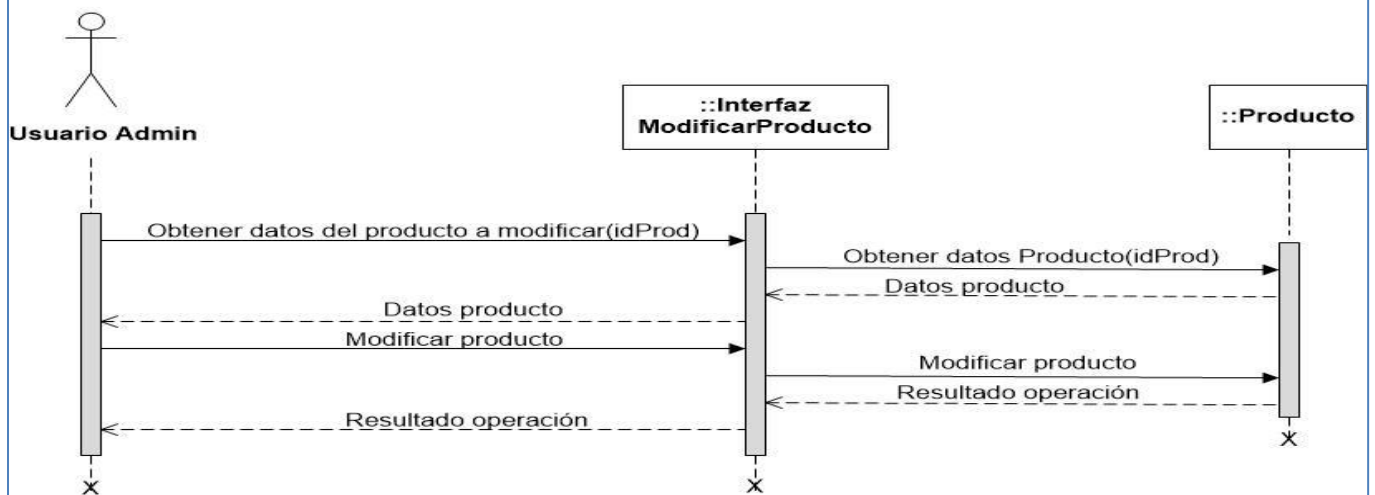 Usuario Admin
::Interfaz
ModificarProducto
::Producto
Obtener datos del producto a modificar(idProd)
Obtener datos Producto(idProd)
Datos producto
Datos producto
Modificar producto
Modificar producto
Resultado operación
Resultado operación